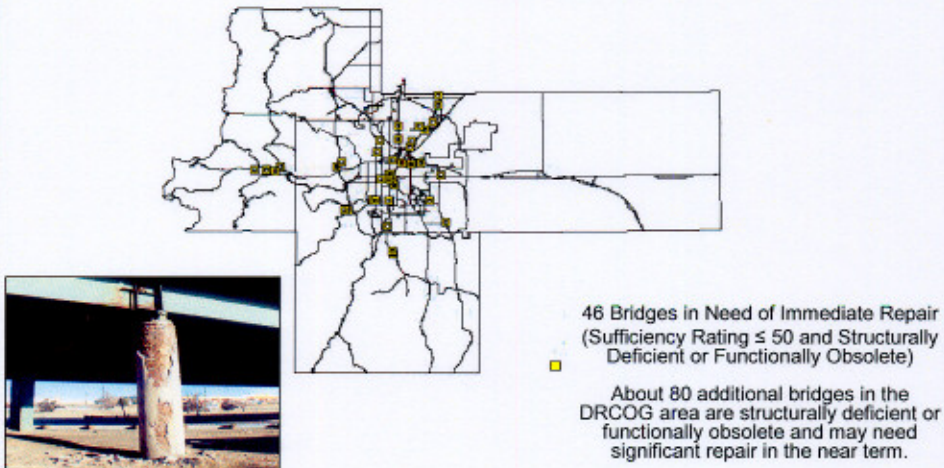 46 Bridges in Need of Immediate Repair
(Sufficiency Rating ≤ 50 and Structurally
Deficient or Functionally Obsolete)
About 80 additional bridges in the
DRCOG area are structurally deficient or
functionally obsolete and may need
significant repair in the near term.